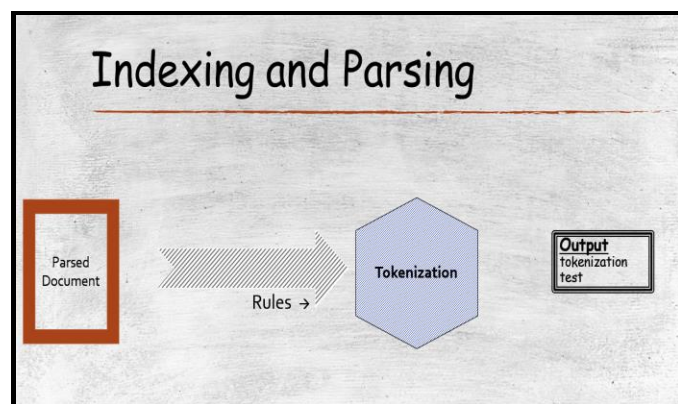 Indexing and Parsing
Parsed
Document
Rules →
Tokenization
Output
tokenization
test